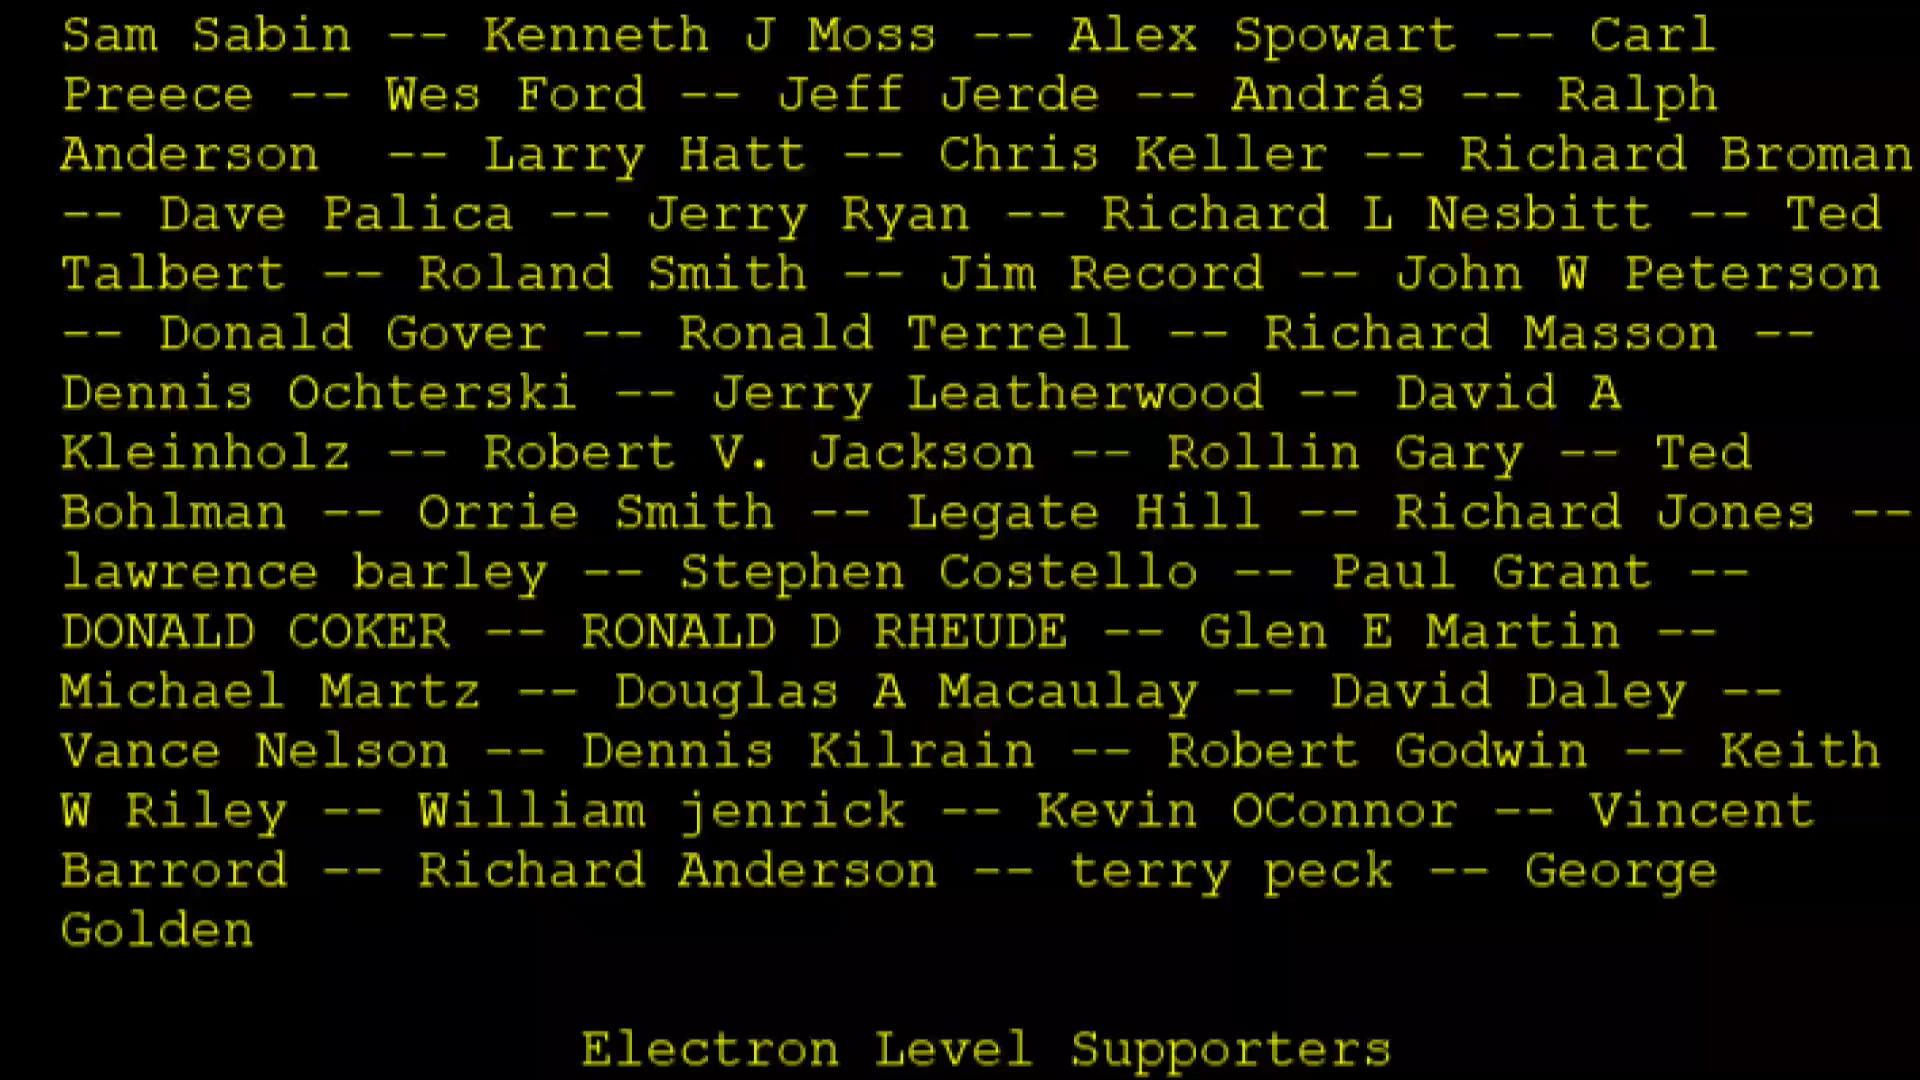 Sam Sabin -- Kenneth J Moss -- Alex Spowart -- Carl
Preece -- Wes Ford -- Jeff Jerde -- András -- Ralph
Anderson  -- Larry Hatt -- Chris Keller -- Richard Broman
-- Dave Palica -- Jerry Ryan -- Richard L Nesbitt -- Ted
Talbert -- Roland Smith -- Jim Record -- John W Peterson
-- Donald Gover -- Ronald Terrell -- Richard Masson --
Dennis Ochterski -- Jerry Leatherwood -- David A
Kleinholz -- Robert V. Jackson -- Rollin Gary -- Ted
Bohlman -- Orrie Smith -- Legate Hill -- Richard Jones --
lawrence barley -- Stephen Costello -- Paul Grant --
DONALD COKER -- RONALD D RHEUDE -- Glen E Martin --
Michael Martz -- Douglas A Macaulay -- David Daley --
Vance Nelson -- Dennis Kilrain -- Robert Godwin -- Keith
W Riley -- William jenrick -- Kevin OConnor -- Vincent
Barrord -- Richard Anderson -- terry peck -- George
Golden
Electron Level Supporters